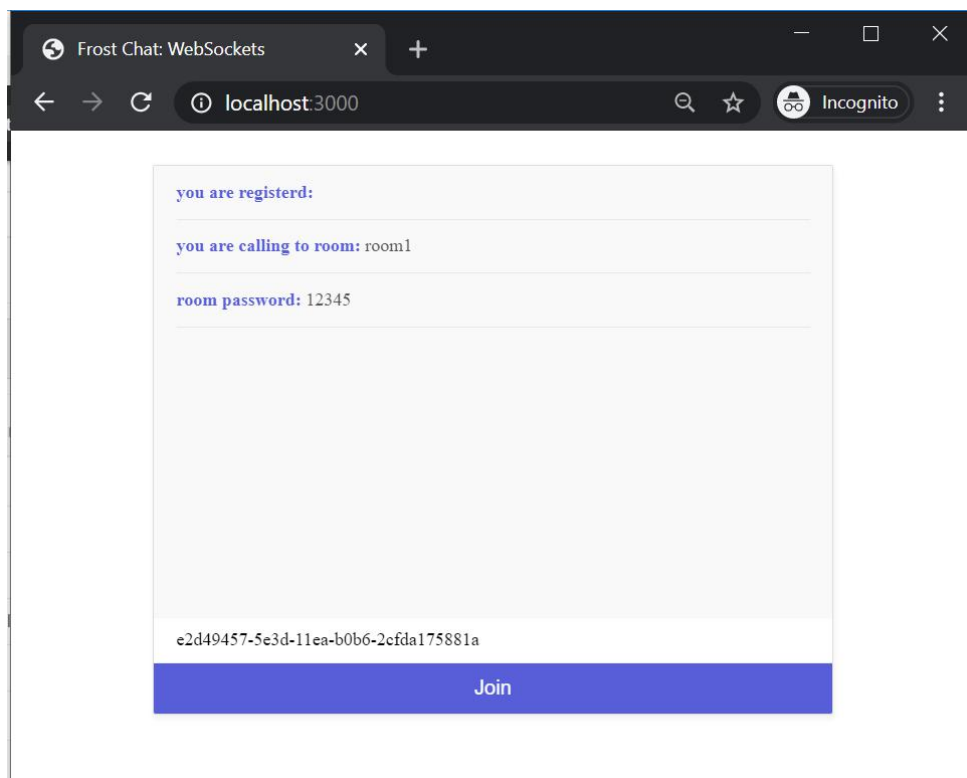 Frost Chat: WebSockets
localhost:3000
Incognito
you are registerd:
you are calling to room: room1
room password: 12345
e2d49457-5e3d-11ea-b0b6-2cfda175881a
Join